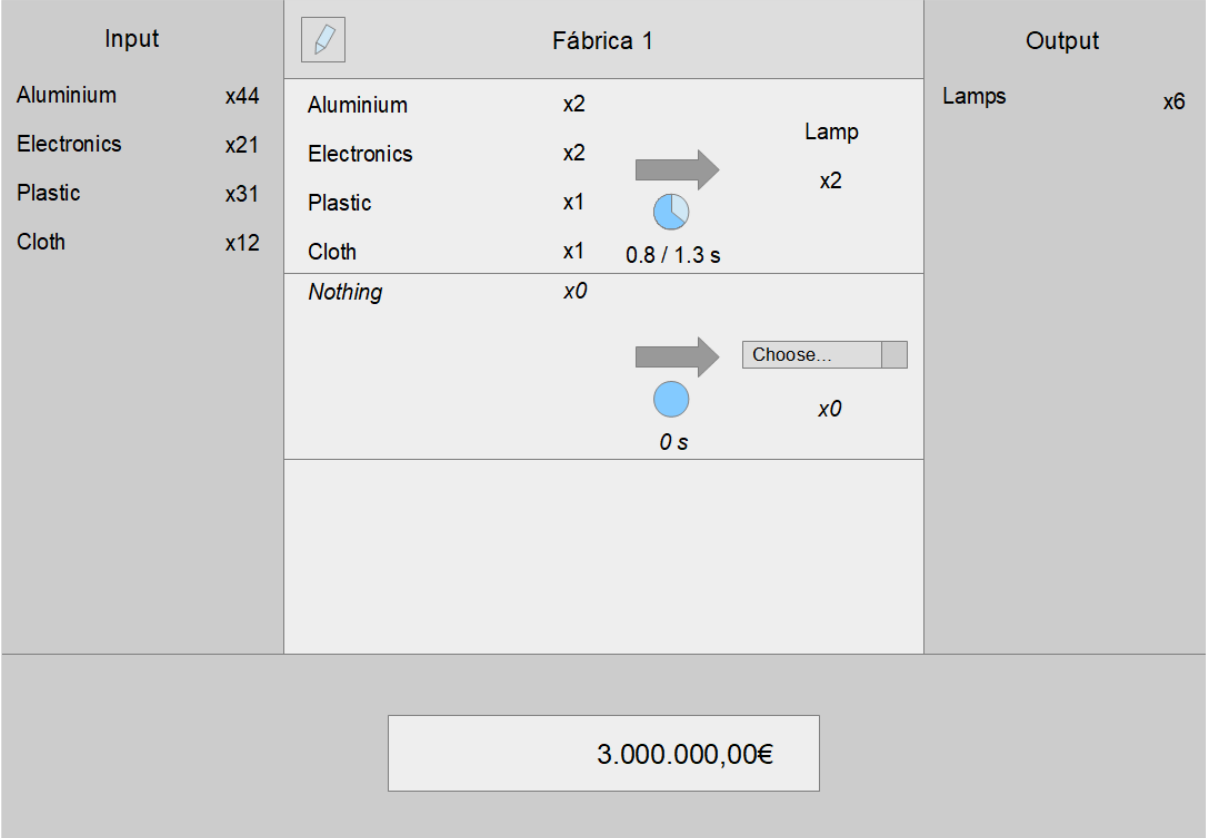 Input
Aluminium x44
Electronics x21
Plastic x31
Cloth x12
Fábrica 1
Aluminium x2
Electronics x2
Plastic x1
Cloth x1
0.8 / 1.3 s
Lamp
x2
Nothing x0
0 s
Choose...
x0
Output
Lamps x6
3.000.000,00€